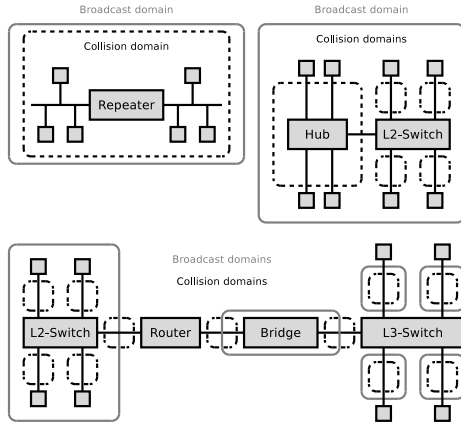 Broadcast domain
Collision domain
Repeater
Broadcast domain
Collision domains
Hub
L2-Switch
Broadcast domains
Collision domains
L2-Switch
Router
Bridge
L3-Switch